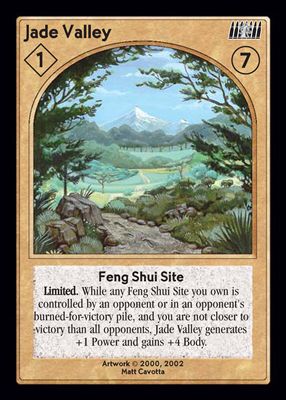 Jade Valley
1
7
Feng Shui Site
Limited. While any Feng Shui Site you own is
controlled by an opponent or in an opponent's
burned-for-victory pile, and you are not closer to
victory than all opponents, Jade Valley generates
+1 Power and gains +4 Body.
Artwork © 2000, 2002
Matt Cavotta